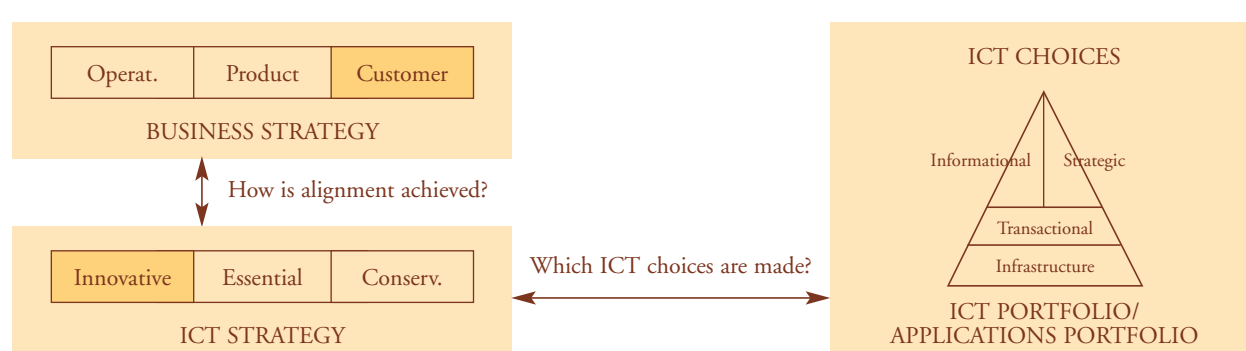 Operat. Product Customer
BUSINESS STRATEGY
How is alignment achieved?
Innovative Essential Conserv.
ICT STRATEGY
Which ICT choices are made?
ICT CHOICES
Informational Strategic
Transactional
Infrastructure
ICT PORTFOLIO/
APPLICATIONS PORTFOLIO